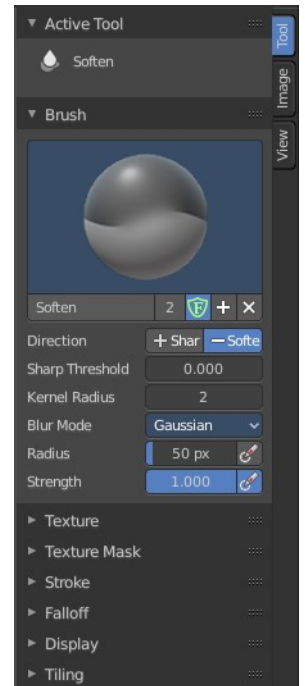 Active Tool
Soften
Brush
Soften 2 F
Direction + Shar − Softe
Sharp Threshold 0.000
Kernel Radius 2
Blur Mode Gaussian
Radius 50 px
Strength 1.000
Texture
Texture Mask
Stroke
Falloff
Display
Tiling
Tool
Image
View